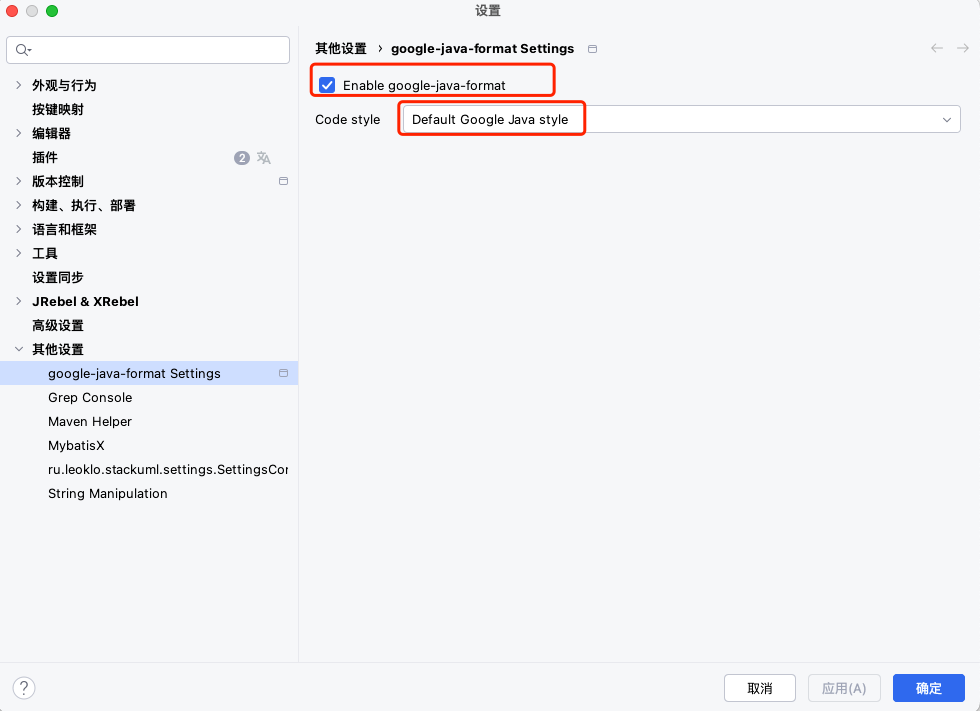 设置
外观与行为
按键映射
编辑器
插件
2
版本控制
构建、执行、部署
语言和框架
工具
设置同步
JRebel & XRebel
高级设置
其他设置
google-java-format Settings
Grep Console
Maven Helper
MybatisX
ru.leoklo.stackuml.settings.SettingsCor
String Manipulation
其他设置 › google-java-format Settings
Enable google-java-format
Code style
Default Google Java style
?
取消
应用(A)
确定